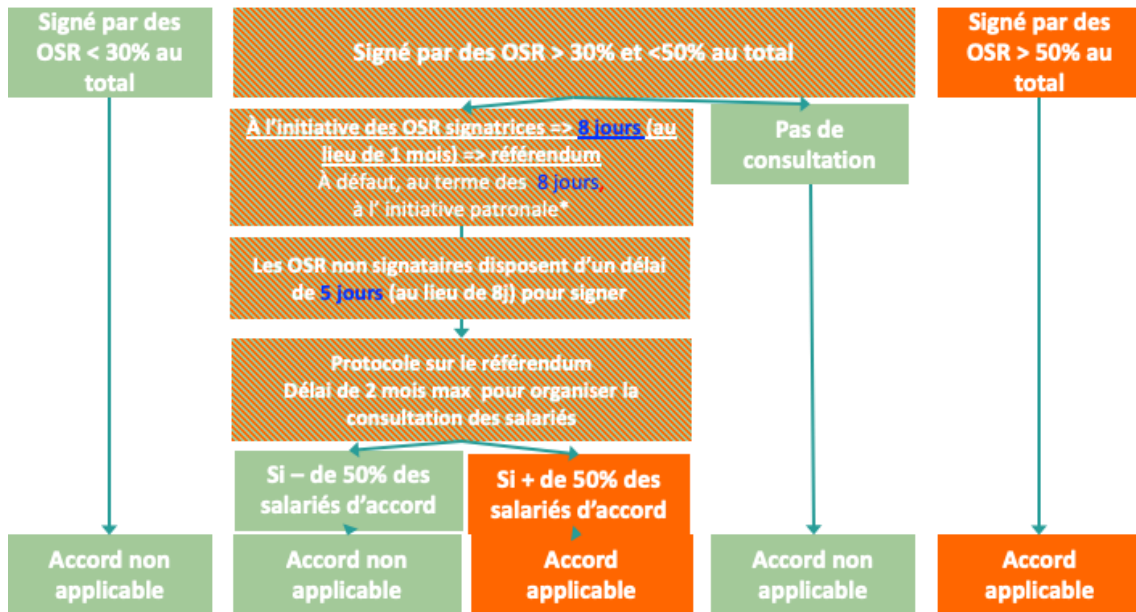 Signé par des
OSR < 30% au
total
Signé par des OSR > 30% et <50% au total
Signé par des
OSR > 50% au
total
À l'initiative des OSR signatrices => 8 jours (au
lieu de 1 mois) => référendum
À défaut, au terme des 8 jours,
à l' initiative patronale*
Pas de
consultation
Les OSR non signataires disposent d'un délai
de 5 jours (au lieu de 8j) pour signer
Protocole sur le référendum
Délai de 2 mois max pour organiser la
consultation des salariés
Si – de 50% des
salariés d'accord
Si + de 50% des
salariés d'accord
Accord non
applicable
Accord non
applicable
Accord
applicable
Accord non
applicable
Accord
applicable